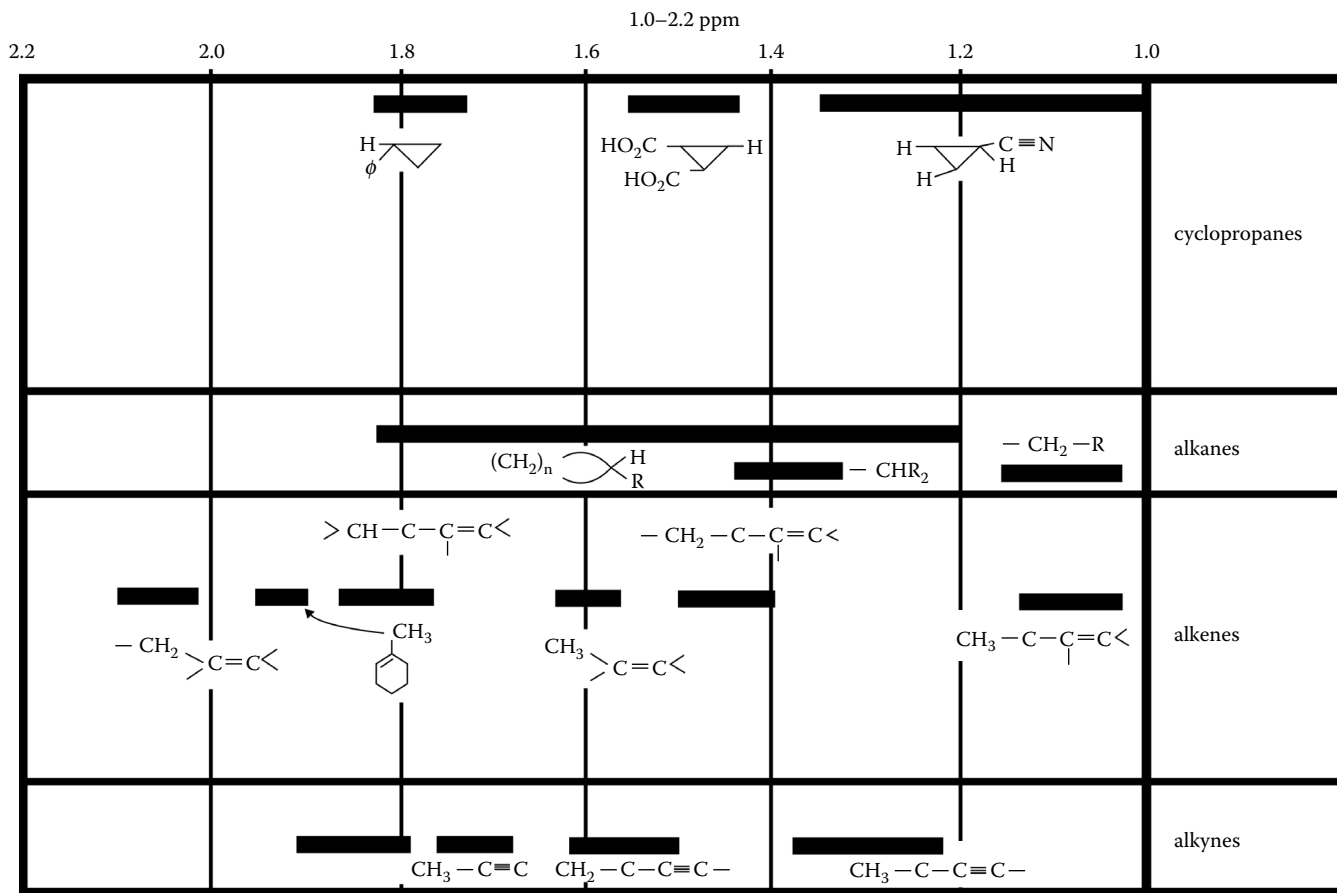 1.0–2.2 ppm
2.2 2.0 1.8 1.6 1.4 1.2 1.0
H
ϕ
HO₂C H
HO₂C
H C≡N
H
H
cyclopropanes
(CH₂)ₙ H
R
— CHR₂
— CH₂ — R
alkanes
> CH — C — C = C <
— CH₂ — C — C = C <
— CH₂
C = C
CH₃
CH₃
C = C
CH₃ — C — C = C <
alkenes
CH₃ — C ≡ C
CH₂ — C — C ≡ C —
CH₃ — C — C ≡ C —
alkynes